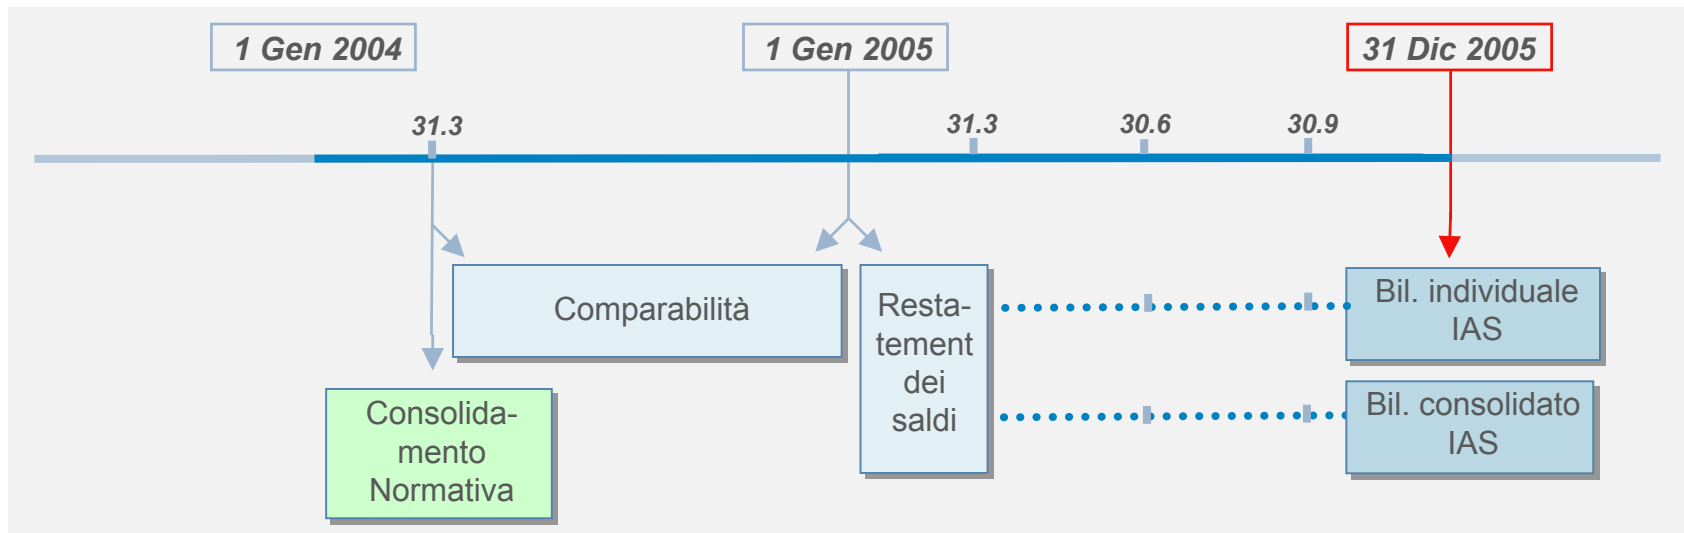 1 Gen 2004
1 Gen 2005
31 Dic 2005
31.3
31.3
30.6
30.9
Comparabilità
Resta-
tement
dei
saldi
Bil. individuale
IAS
Bil. consolidato
IAS
Consolida-
mento
Normativa